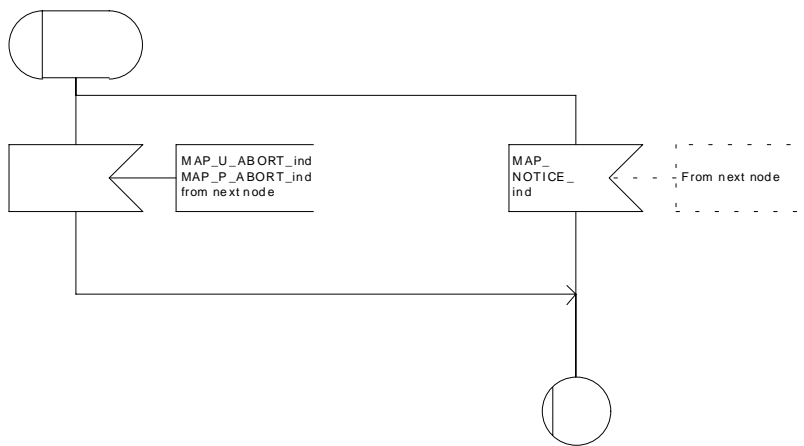 MAP_U_ABORT_ind
MAP_P_ABORT_ind
from next node
MAP_
NOTICE_
ind
From next node